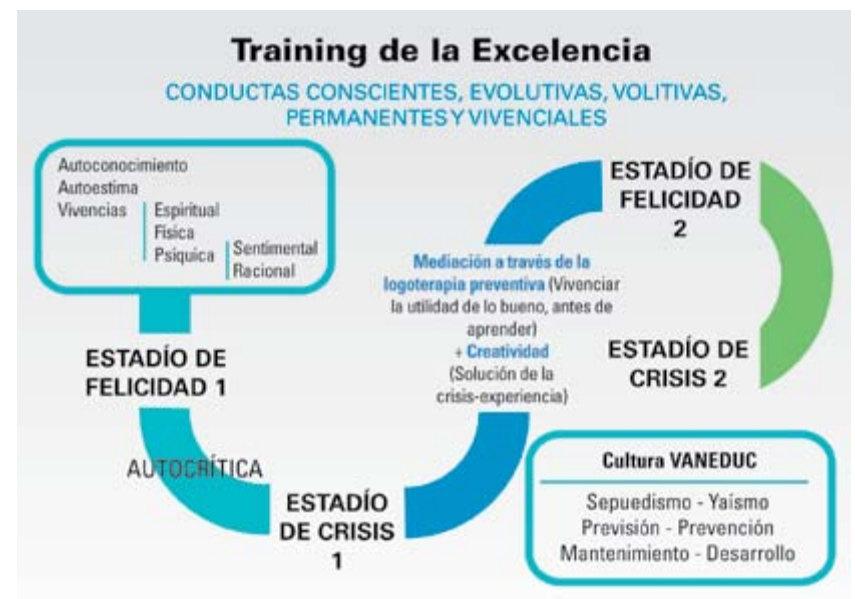 Training de la Excelencia
CONDUCTAS CONSCIENTES, EVOLUTIVAS, VOLITIVAS,
PERMANENTES Y VIVENCIALES
Autoconocimiento
Autoestima
Vivencias
Espiritual
Física
Psiquica
Sentimental
Racional
ESTADÍO DE
FELICIDAD 1
AUTOCRÍTICA
ESTADÍO
DE CRISIS
1
Mediación a través de la
logoterapia preventiva (Vivenciar
la utilidad de lo bueno, antes de
aprender)
+ Creatividad
(Solución de la
crisis-experiencia)
ESTADÍO DE
FELICIDAD
2
ESTADÍO DE
CRISIS 2
Cultura VANEDUC
Sepuedismo - Yaísmo
Previsión - Prevención
Mantenimiento - Desarrollo